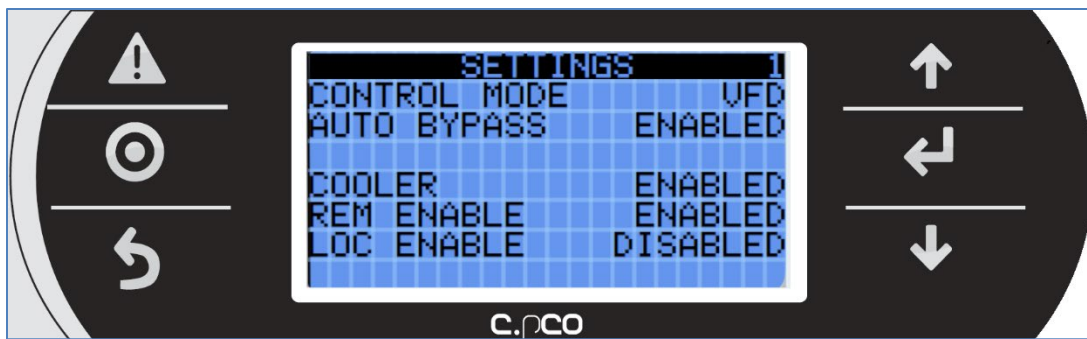 SETTINGS 1
CONTROL MODE VFD
AUTO BYPASS ENABLED
COOLER ENABLED
REM ENABLE ENABLED
LOC ENABLE DISABLED
c.pco